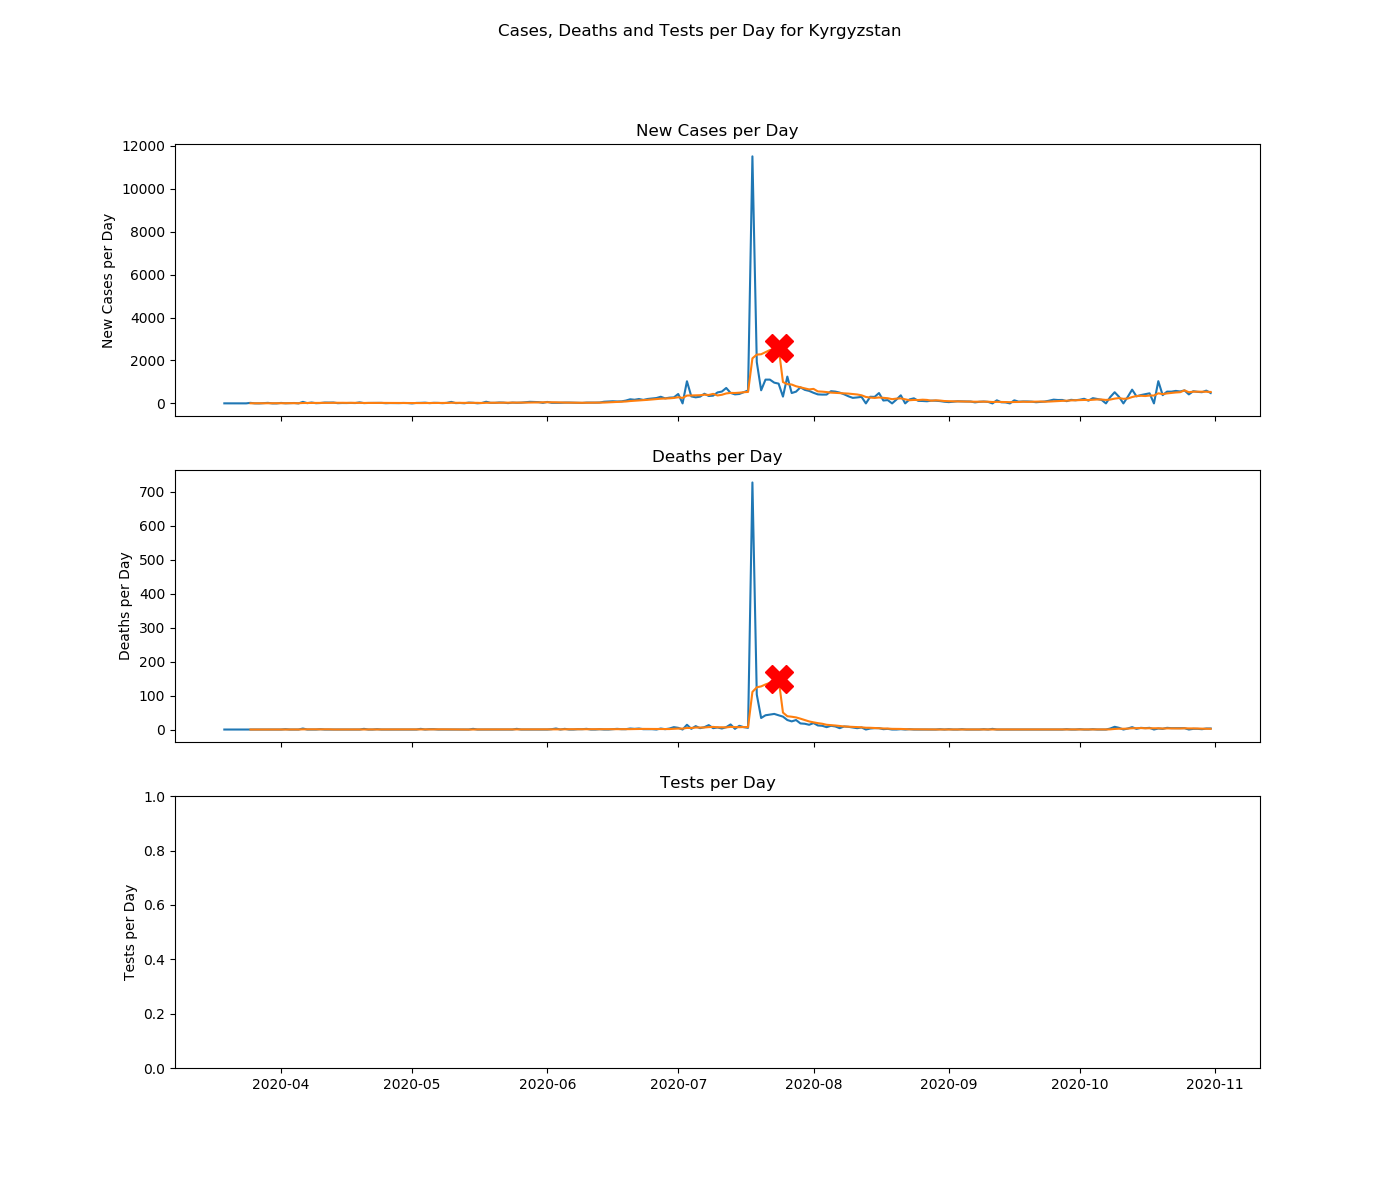 Cases, Deaths and Tests per Day for Kyrgyzstan
New Cases per Day
12000
10000
8000
6000
4000
2000
0
New Cases per Day
Deaths per Day
700
600
500
400
300
200
100
0
Deaths per Day
Tests per Day
1.0
0.8
0.6
0.4
0.2
0.0
Tests per Day
2020-04 2020-05 2020-06 2020-07 2020-08 2020-09 2020-10 2020-11